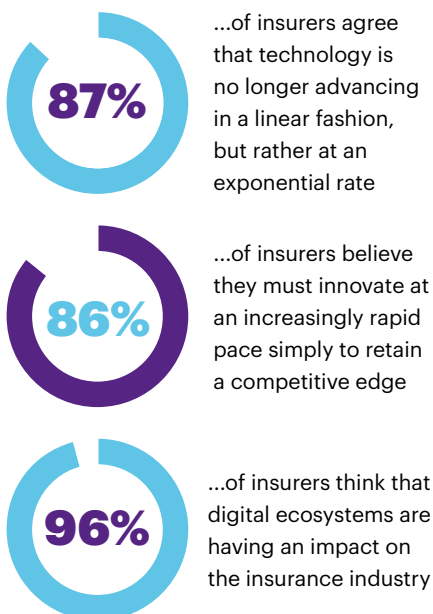 87%
...of insurers agree
that technology is
no longer advancing
in a linear fashion,
but rather at an
exponential rate
86%
...of insurers believe
they must innovate at
an increasingly rapid
pace simply to retain
a competitive edge
96%
...of insurers think that
digital ecosystems are
having an impact on
the insurance industry